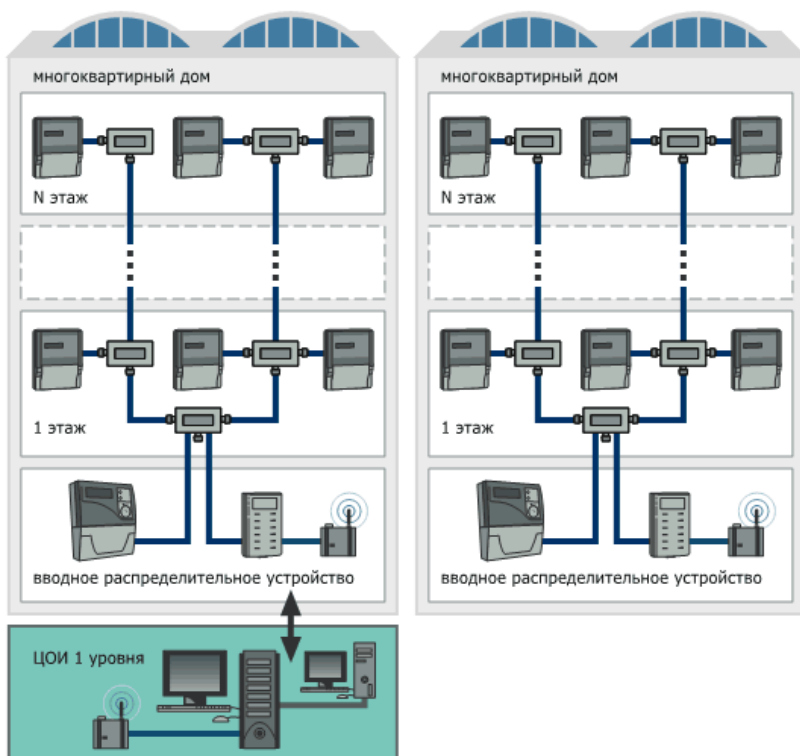 многоквартирный дом
N этаж
1 этаж
вводное распределительное устройство
ЦОИ 1 уровня
многоквартирный дом
N этаж
1 этаж
вводное распределительное устройство